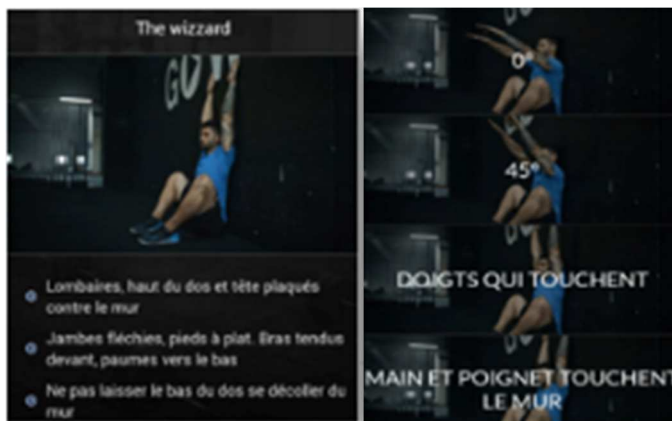 The wizzard
GO
Lombaires, haut du dos et tête plaqués
contre le mur
Jambes fléchies, pieds à plat. Bras tendus
devant, paumes vers le bas
Ne pas laisser le bas du dos se décoller du
mur
0°
45°
DOIGTS QUI TOUCHENT
MAIN ET POIGNET TOUCHENT
LE MUR